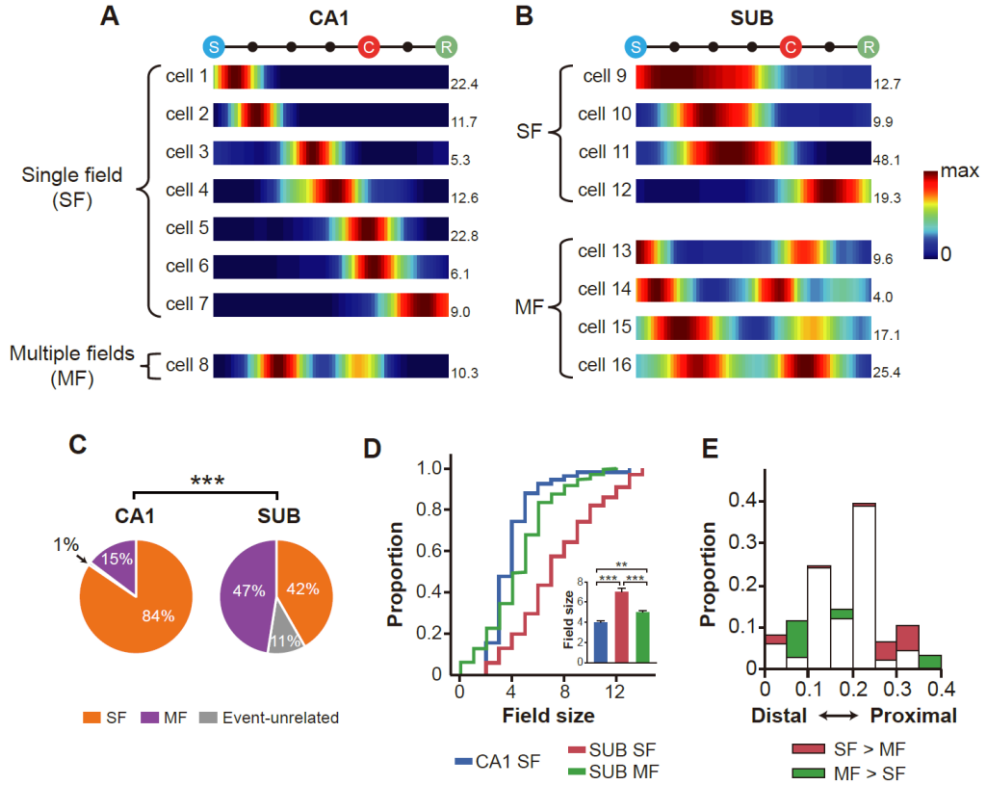 A
CA1
S
C
R
cell 1
22.4
cell 2
11.7
cell 3
5.3
Single field
(SF)
cell 4
12.6
cell 5
22.8
cell 6
6.1
cell 7
9.0
Multiple fields
(MF)
cell 8
10.3
B
SUB
S
C
R
cell 9
12.7
SF
cell 10
9.9
cell 11
48.1
cell 12
19.3
max
0
cell 13
9.6
MF
cell 14
4.0
cell 15
17.1
cell 16
25.4
C
***
CA1
SUB
1%
15%
84%
47%
42%
11%
SF
MF
Event-unrelated
D
Proportion
1.0
0.8
0.6
0.4
0.2
0
0
4
8
12
Field size
Field size
8
6
4
2
0
**
***
***
CA1 SF
SUB SF
SUB MF
E
Proportion
0.4
0.3
0.2
0.1
0
0
0.1
0.2
0.3
0.4
Distal
Proximal
SF > MF
MF > SF